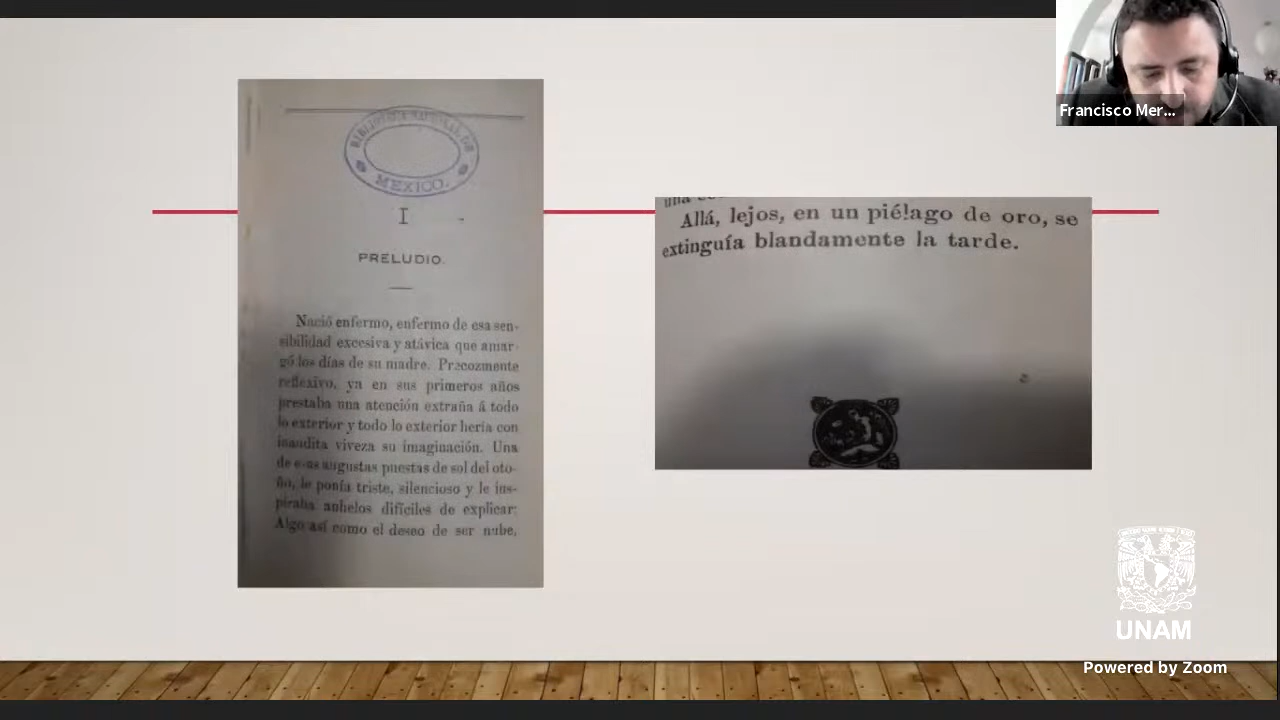 Francisco Mer...
BIBLIOTECA NACIONAL
MEXICO.
I
PRELUDIO.
Nació enfermo, enfermo de esa sen-
sibilidad excesiva y atávica que amar-
gó los días de su madre. Precozmente
reflexivo, ya en sus primeros años
prestaba una atención extraña á todo
lo exterior y todo lo exterior hería con
inaudita viveza su imaginación. Una
de esas augustas puestas de sol del oto-
ño, le ponía triste, silencioso y le ins-
piraba anhelos difíciles de explicar:
Algo así como el deseo de ser nube,
una
Allá, lejos, en un piélago de oro, se
extinguía blandamente la tarde.
UNAM
Powered by Zoom